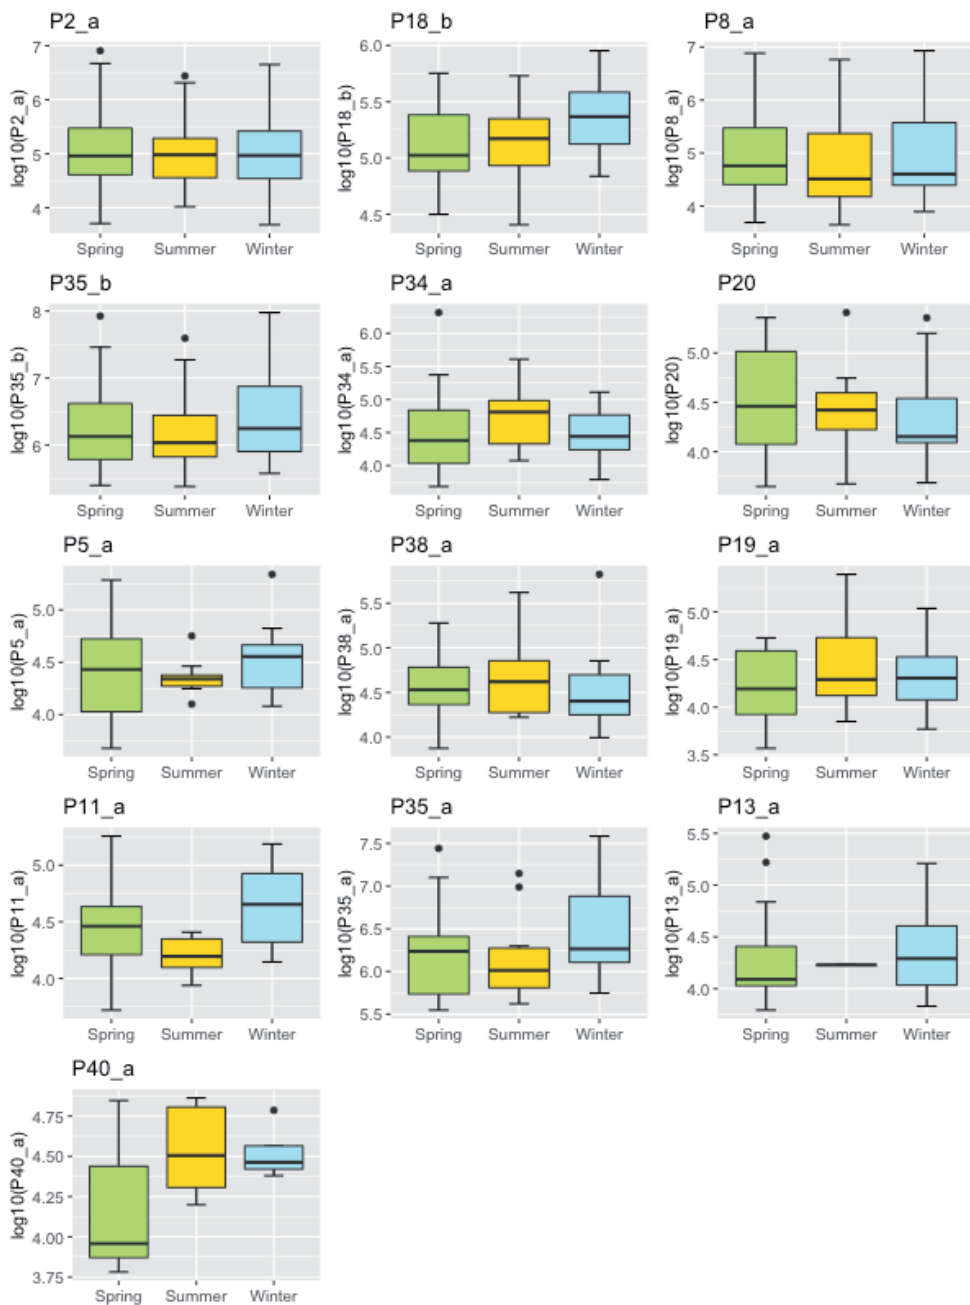 P2_a
P18_b
P8_a
log10(P2_a)
7
6
5
4
Spring Summer Winter
log10(P18_b)
6.0
5.5
5.0
4.5
Spring Summer Winter
log10(P8_a)
7
6
5
4
Spring Summer Winter
P35_b
P34_a
P20
log10(P35_b)
8
7
6
Spring Summer Winter
log10(P34_a)
6.0
5.5
5.0
4.5
4.0
Spring Summer Winter
log10(P20)
5.0
4.5
4.0
Spring Summer Winter
P5_a
P38_a
P19_a
log10(P5_a)
5.0
4.5
4.0
Spring Summer Winter
log10(P38_a)
5.5
5.0
4.5
4.0
Spring Summer Winter
log10(P19_a)
5.0
4.5
4.0
3.5
Spring Summer Winter
P11_a
P35_a
P13_a
log10(P11_a)
5.0
4.5
4.0
Spring Summer Winter
log10(P35_a)
7.5
7.0
6.5
6.0
5.5
Spring Summer Winter
log10(P13_a)
5.5
5.0
4.5
4.0
Spring Summer Winter
P40_a
log10(P40_a)
4.75
4.50
4.25
4.00
3.75
Spring Summer Winter